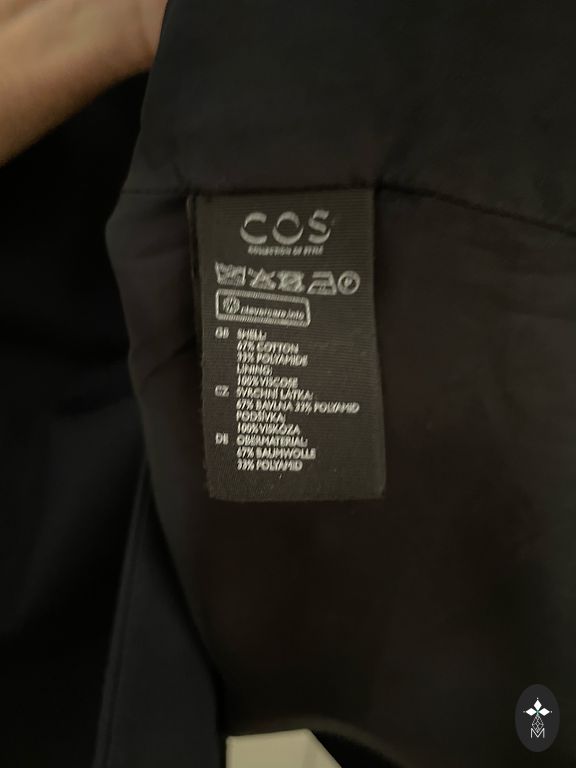 COS
COLLECTION OF STYLE
clevercare.info
GB SHELL:
67% COTTON
33% POLYAMIDE
LINING:
100% VISCOSE
CZ SVRCHNÍ LÁTKA:
67% BAVLNA 33% POLYAMID
PODŠÍVKA:
100% VISKÓZA
DE OBERMATERIAL:
67% BAUMWOLLE
33% POLYAMID
M